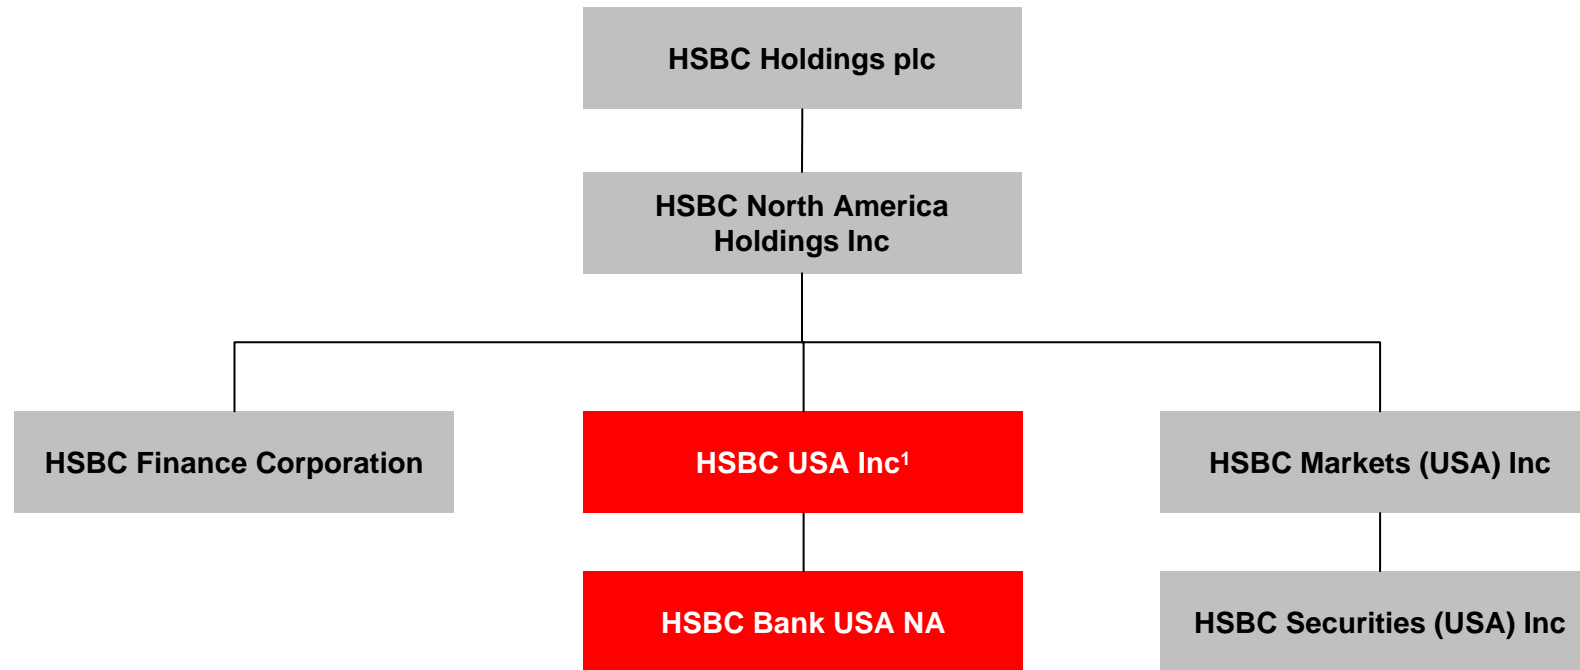 HSBC Holdings plc
HSBC North America
Holdings Inc
HSBC Finance Corporation
HSBC USA Inc¹
HSBC Markets (USA) Inc
HSBC Bank USA NA
HSBC Securities (USA) Inc